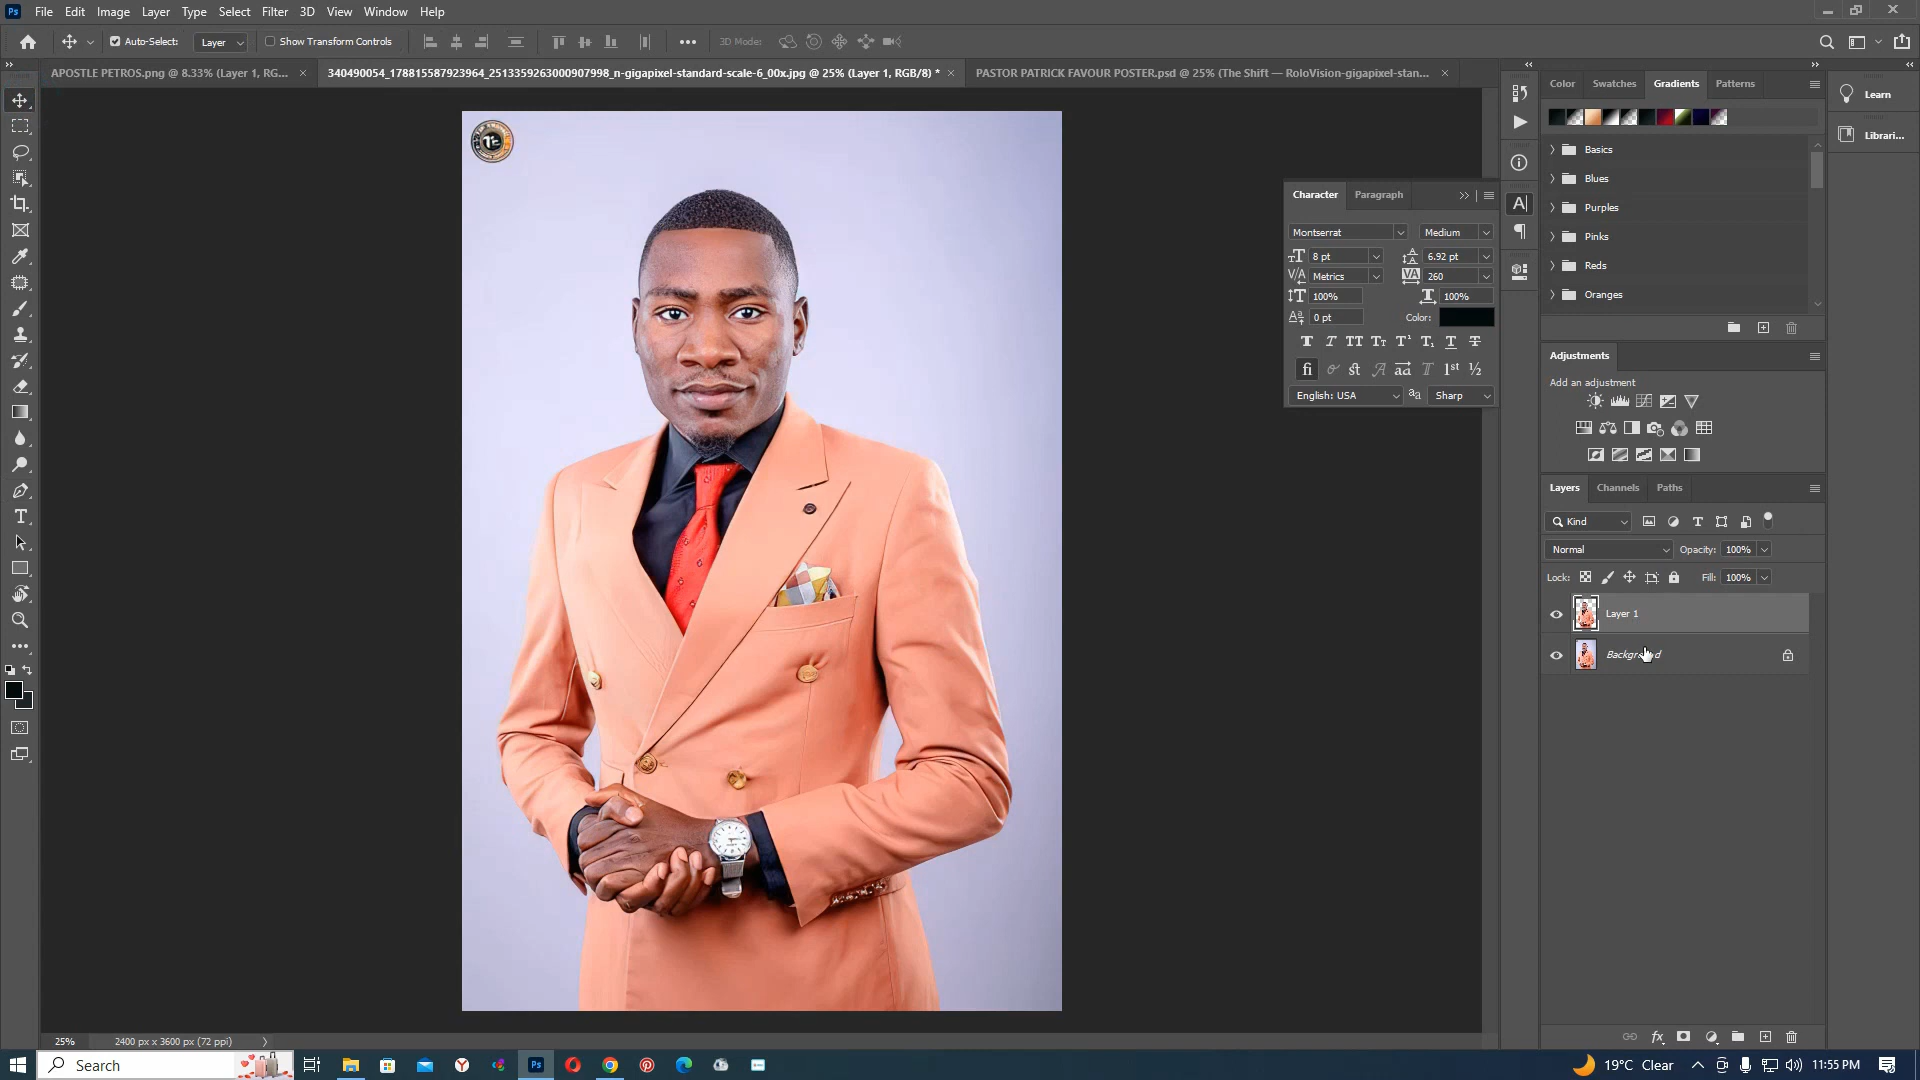 Ps File Edit Image Layer Type Select Filter 3D View Window Help
Auto-Select: Layer Show Transform Controls 3D Mode:
APOSTLE PETROS.png @ 8.33% (Layer 1, RG...
340490054_178815587923964_2513359263000907998_n-gigapixel-standard-scale-6_00x.jpg @ 25% (Layer 1, RGB/8) *
PASTOR PATRICK FAVOUR POSTER.psd @ 25% (The Shift — RoloVision-gigapixel-stan...
Color Swatches Gradients Patterns
Learn
Librari...
Basics
Blues
Purples
Pinks
Reds
Oranges
Character Paragraph
Montserrat Medium
8 pt 6.92 pt
Metrics 260
100% 100%
0 pt Color:
English: USA Sharp
Adjustments
Add an adjustment
Layers Channels Paths
Kind
Normal Opacity: 100%
Lock: Fill: 100%
Layer 1
Background
25% 2400 px x 3600 px (72 ppi)
Search
Ps
19°C Clear
11:55 PM